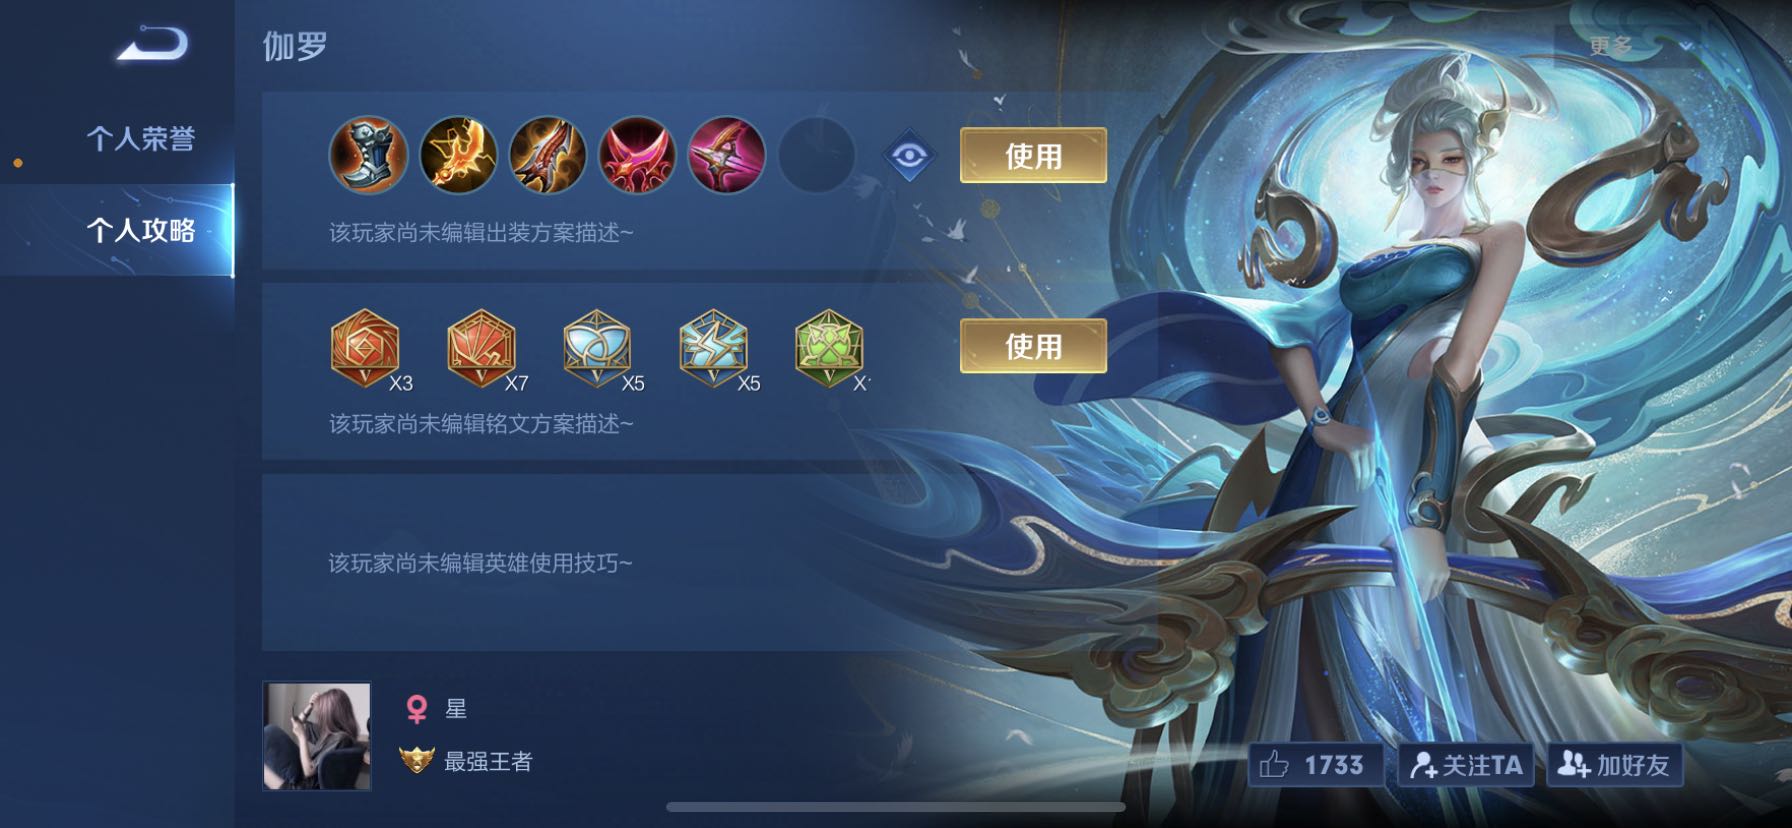 伽罗
更多
个人荣誉
个人攻略
使用
该玩家尚未编辑出装方案描述~
V X3
V X7
V X5
V X5
V X
使用
该玩家尚未编辑铭文方案描述~
该玩家尚未编辑英雄使用技巧~
星
最强王者
1733
关注TA
加好友